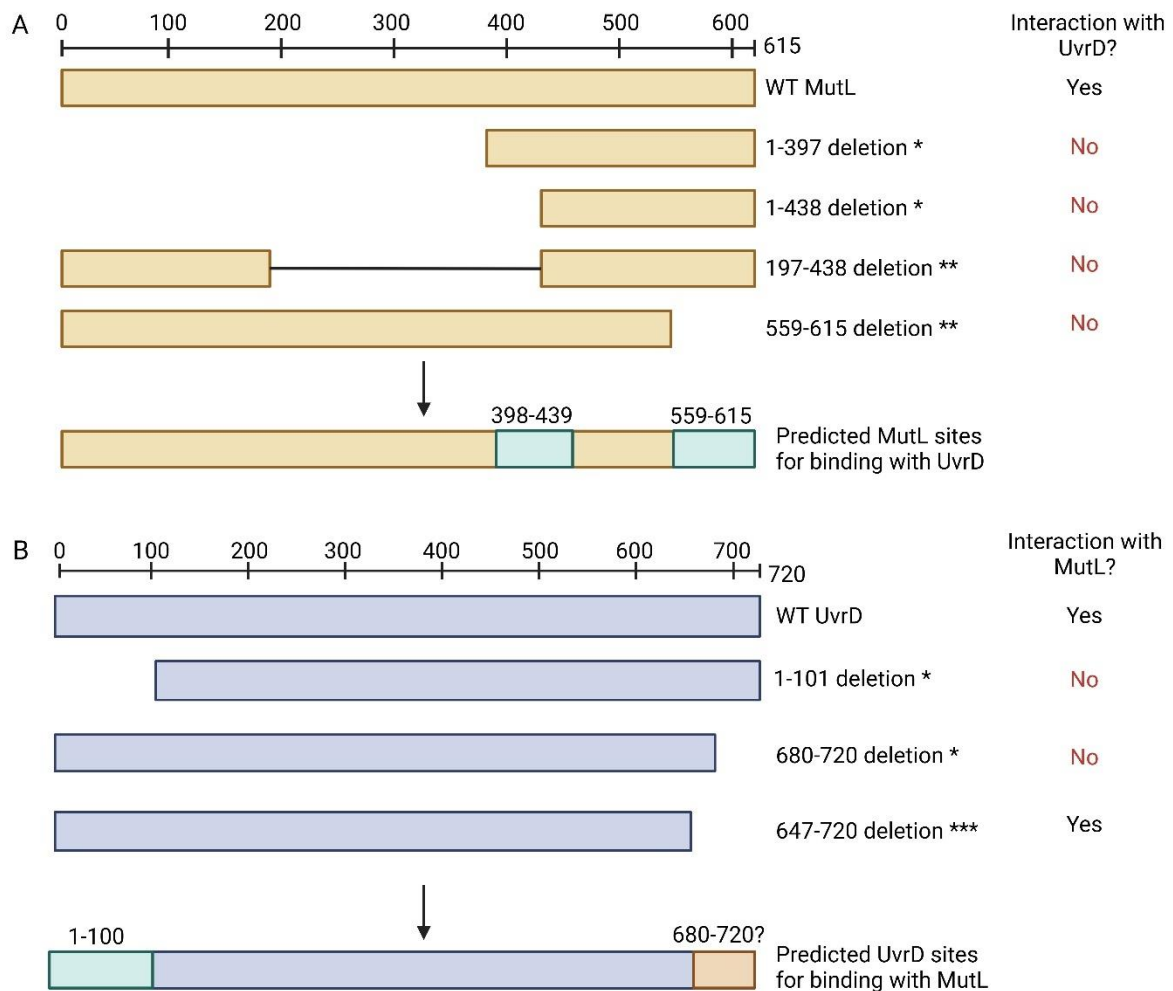 A
0 100 200 300 400 500 600
615
Interaction with
UvrD?
WT MutL Yes
1-397 deletion * No
1-438 deletion * No
197-438 deletion ** No
559-615 deletion ** No
398-439 559-615
Predicted MutL sites
for binding with UvrD
B
0 100 200 300 400 500 600 700
720
Interaction with
MutL?
WT UvrD Yes
1-101 deletion * No
680-720 deletion * No
647-720 deletion *** Yes
1-100 680-720?
Predicted UvrD sites
for binding with MutL